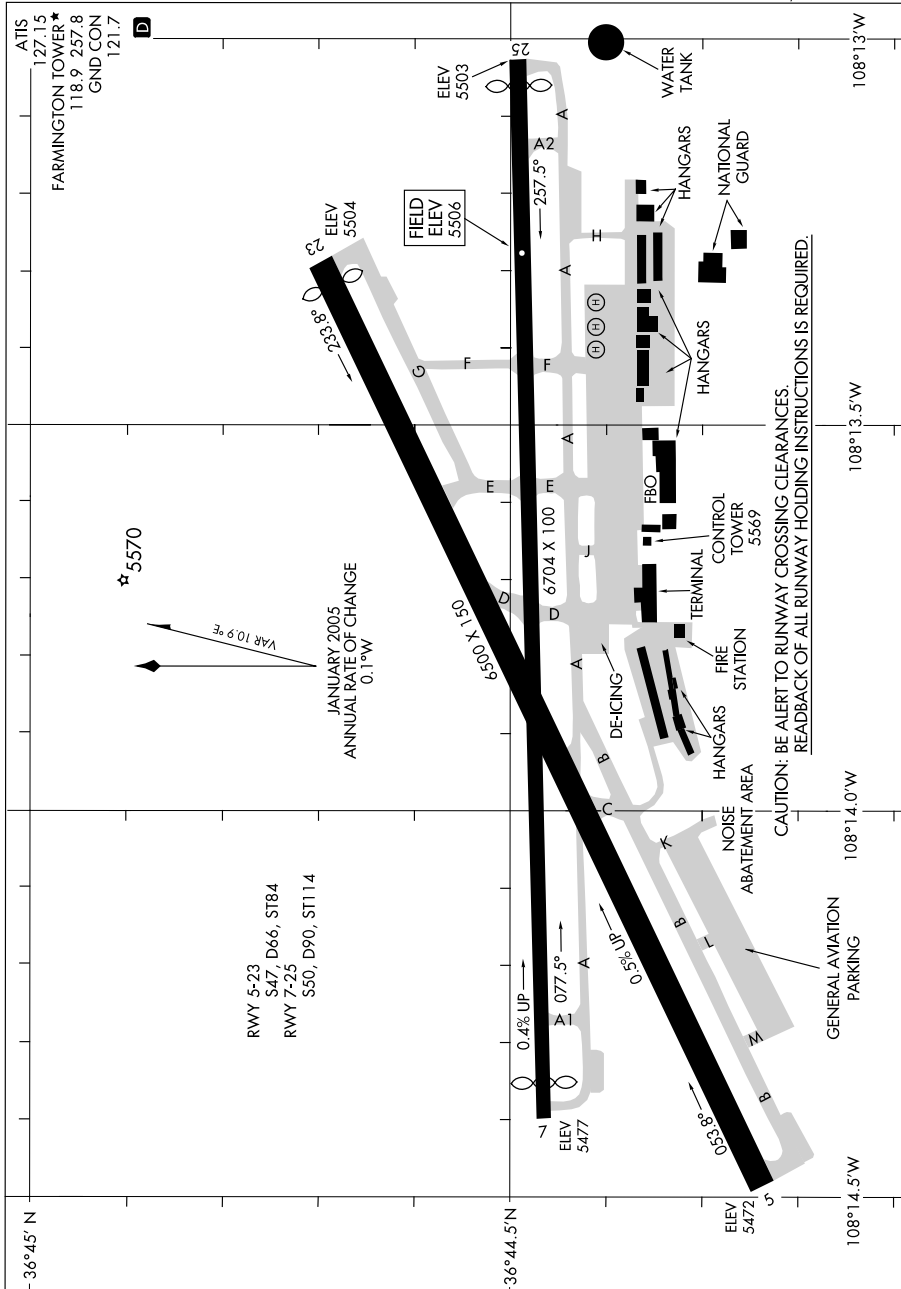 ATIS
127.15
FARMINGTON TOWER★
118.9 257.8
GND CON
121.7
D
36°45' N
36°44.5'N
108°13'W
108°13.5'W
108°14.0'W
108°14.5'W
RWY 5-23
S47, D66, ST84
RWY 7-25
S50, D90, ST114
☆ 5570
VAR 10.9°E
JANUARY 2005
ANNUAL RATE OF CHANGE
0.1°W
23
ELEV
5504
233.8°
FIELD
ELEV
5506
25
ELEV
5503
257.5°
WATER
TANK
A
A2
A
H
H
H
H
G
F
F
A
E
E
D
D
J
6500 X 150
6704 X 100
A
B
C
K
B
L
M
B
A
A1
0.4% UP
077.5°
7
ELEV
5477
0.5% UP
053.8°
5
ELEV
5472
HANGARS
NATIONAL
GUARD
HANGARS
FBO
CONTROL
TOWER
5569
TERMINAL
FIRE
STATION
DE-ICING
HANGARS
NOISE
ABATEMENT AREA
GENERAL AVIATION
PARKING
CAUTION: BE ALERT TO RUNWAY CROSSING CLEARANCES.
READBACK OF ALL RUNWAY HOLDING INSTRUCTIONS IS REQUIRED.